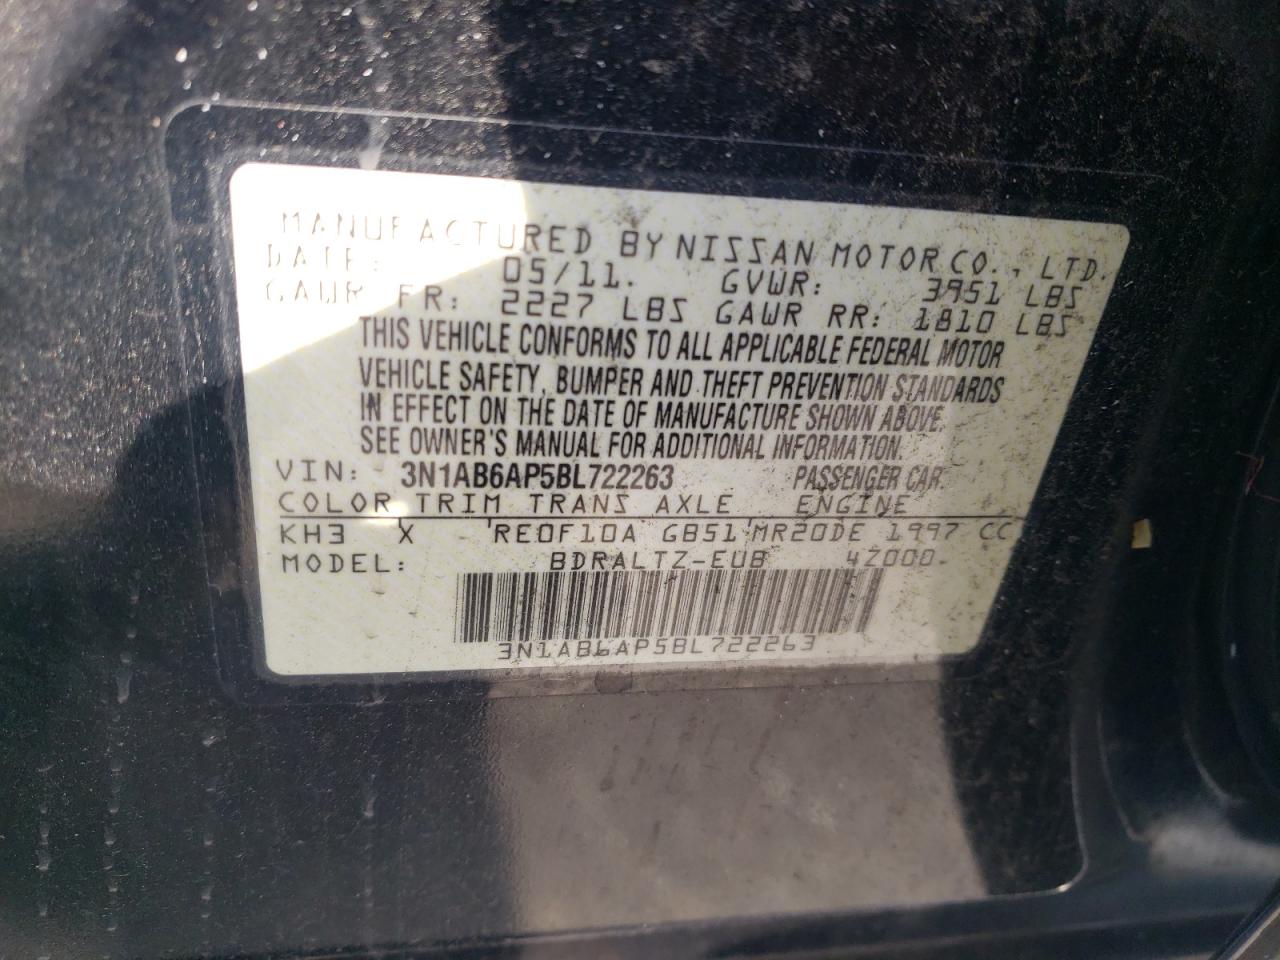 MANUFACTURED BY NISSAN MOTOR CO., LTD.
DATE: 05/11. GVWR: 3951 LBS
GAWR FR: 2227 LBS GAWR RR: 1810 LBS
THIS VEHICLE CONFORMS TO ALL APPLICABLE FEDERAL MOTOR
VEHICLE SAFETY, BUMPER AND THEFT PREVENTION STANDARDS
IN EFFECT ON THE DATE OF MANUFACTURE SHOWN ABOVE.
SEE OWNER'S MANUAL FOR ADDITIONAL INFORMATION.
VIN: 3N1AB6AP5BL722263 PASSENGER CAR
COLOR TRIM TRANS AXLE ENGINE
KH3 X RE0F10A GB51 MR20DE 1997 CC
MODEL: BDRALTZ-EUB 4Z000
3N1AB6AP5BL722263